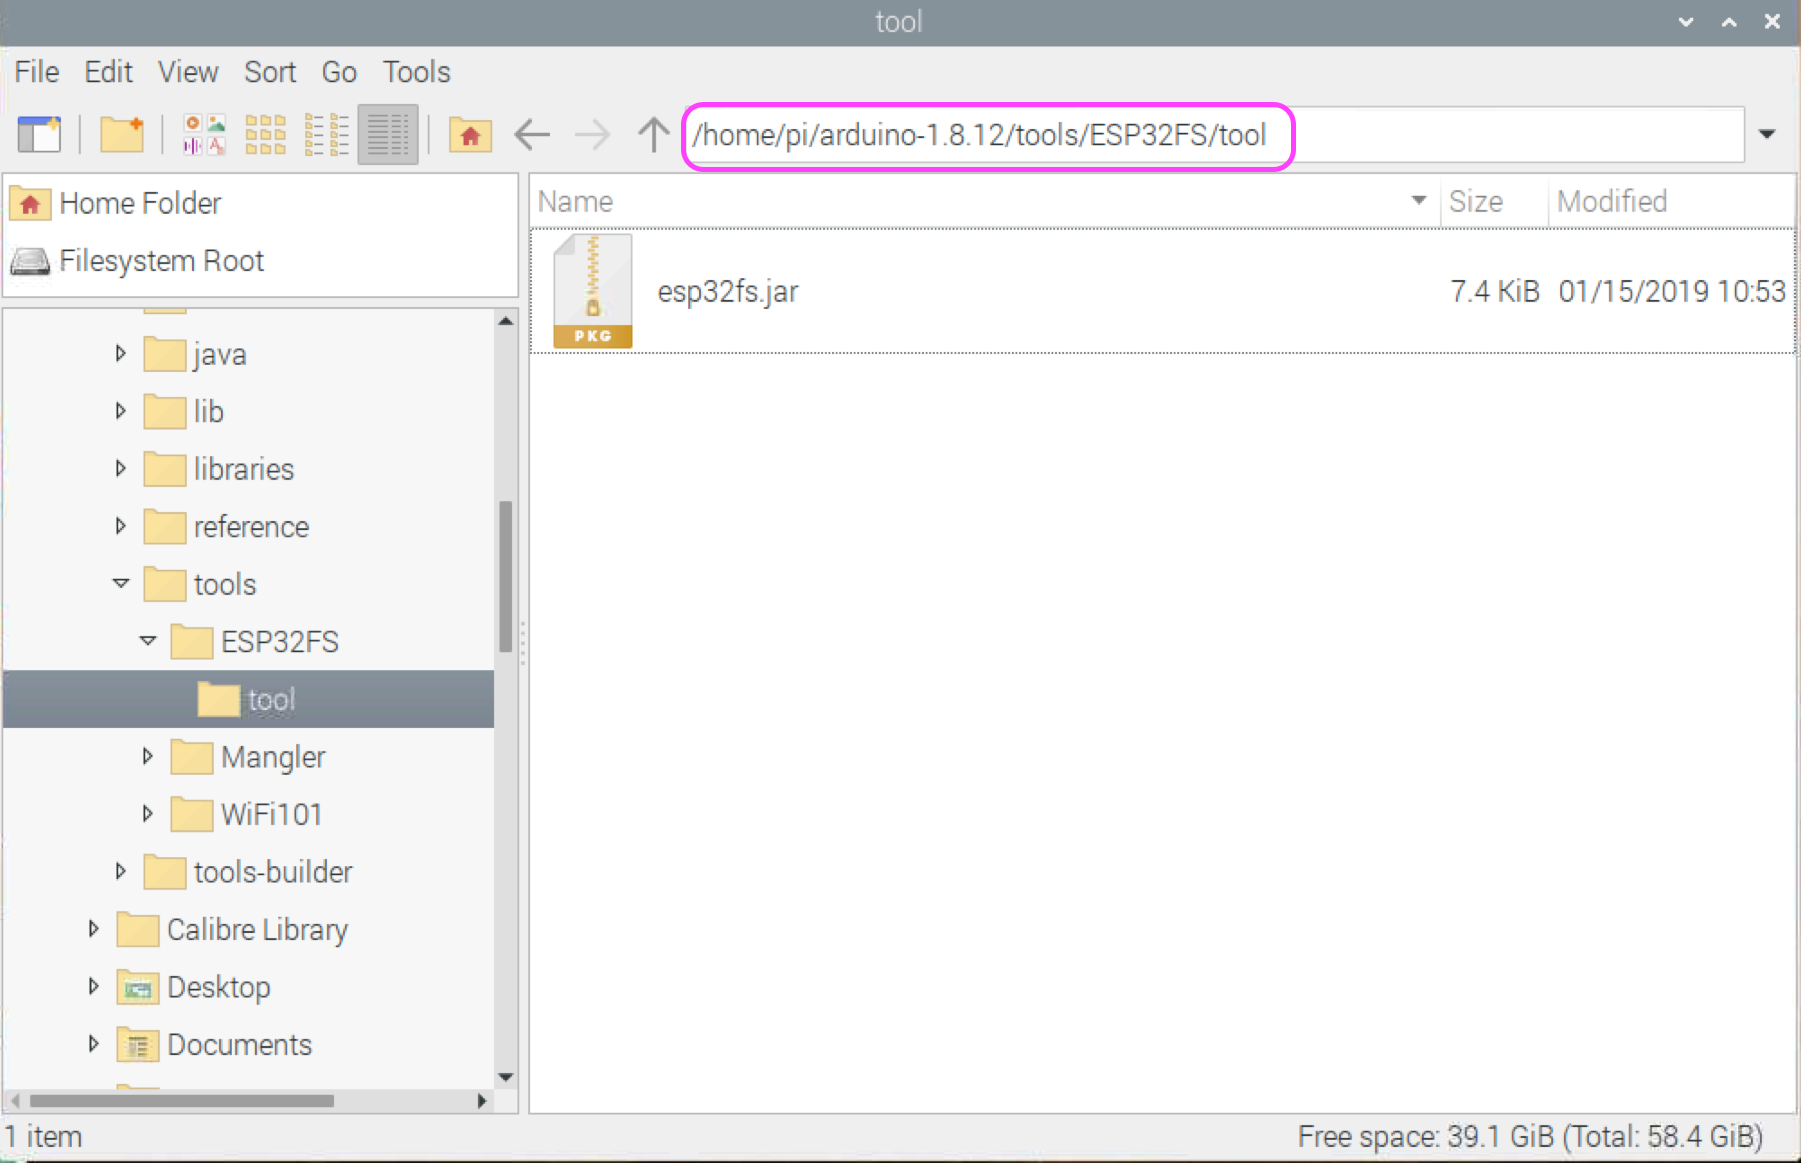 tool
File Edit View Sort Go Tools
/home/pi/arduino-1.8.12/tools/ESP32FS/tool
Home Folder
Filesystem Root
java
lib
libraries
reference
tools
ESP32FS
tool
Mangler
WiFi101
tools-builder
Calibre Library
Desktop
Documents
Name Size Modified
esp32fs.jar 7.4 KiB 01/15/2019 10:53
PKG
1 item
Free space: 39.1 GiB (Total: 58.4 GiB)